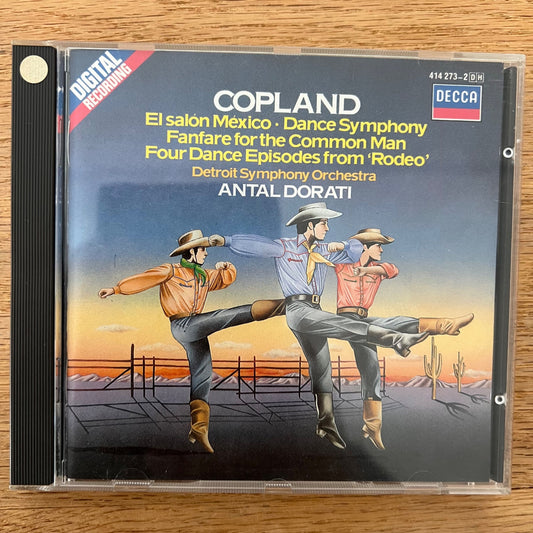 DIGITAL
RECORDING
414 273-2 DH
DECCA
COPLAND
El salón México · Dance Symphony
Fanfare for the Common Man
Four Dance Episodes from ‘Rodeo’
Detroit Symphony Orchestra
ANTAL DORATI